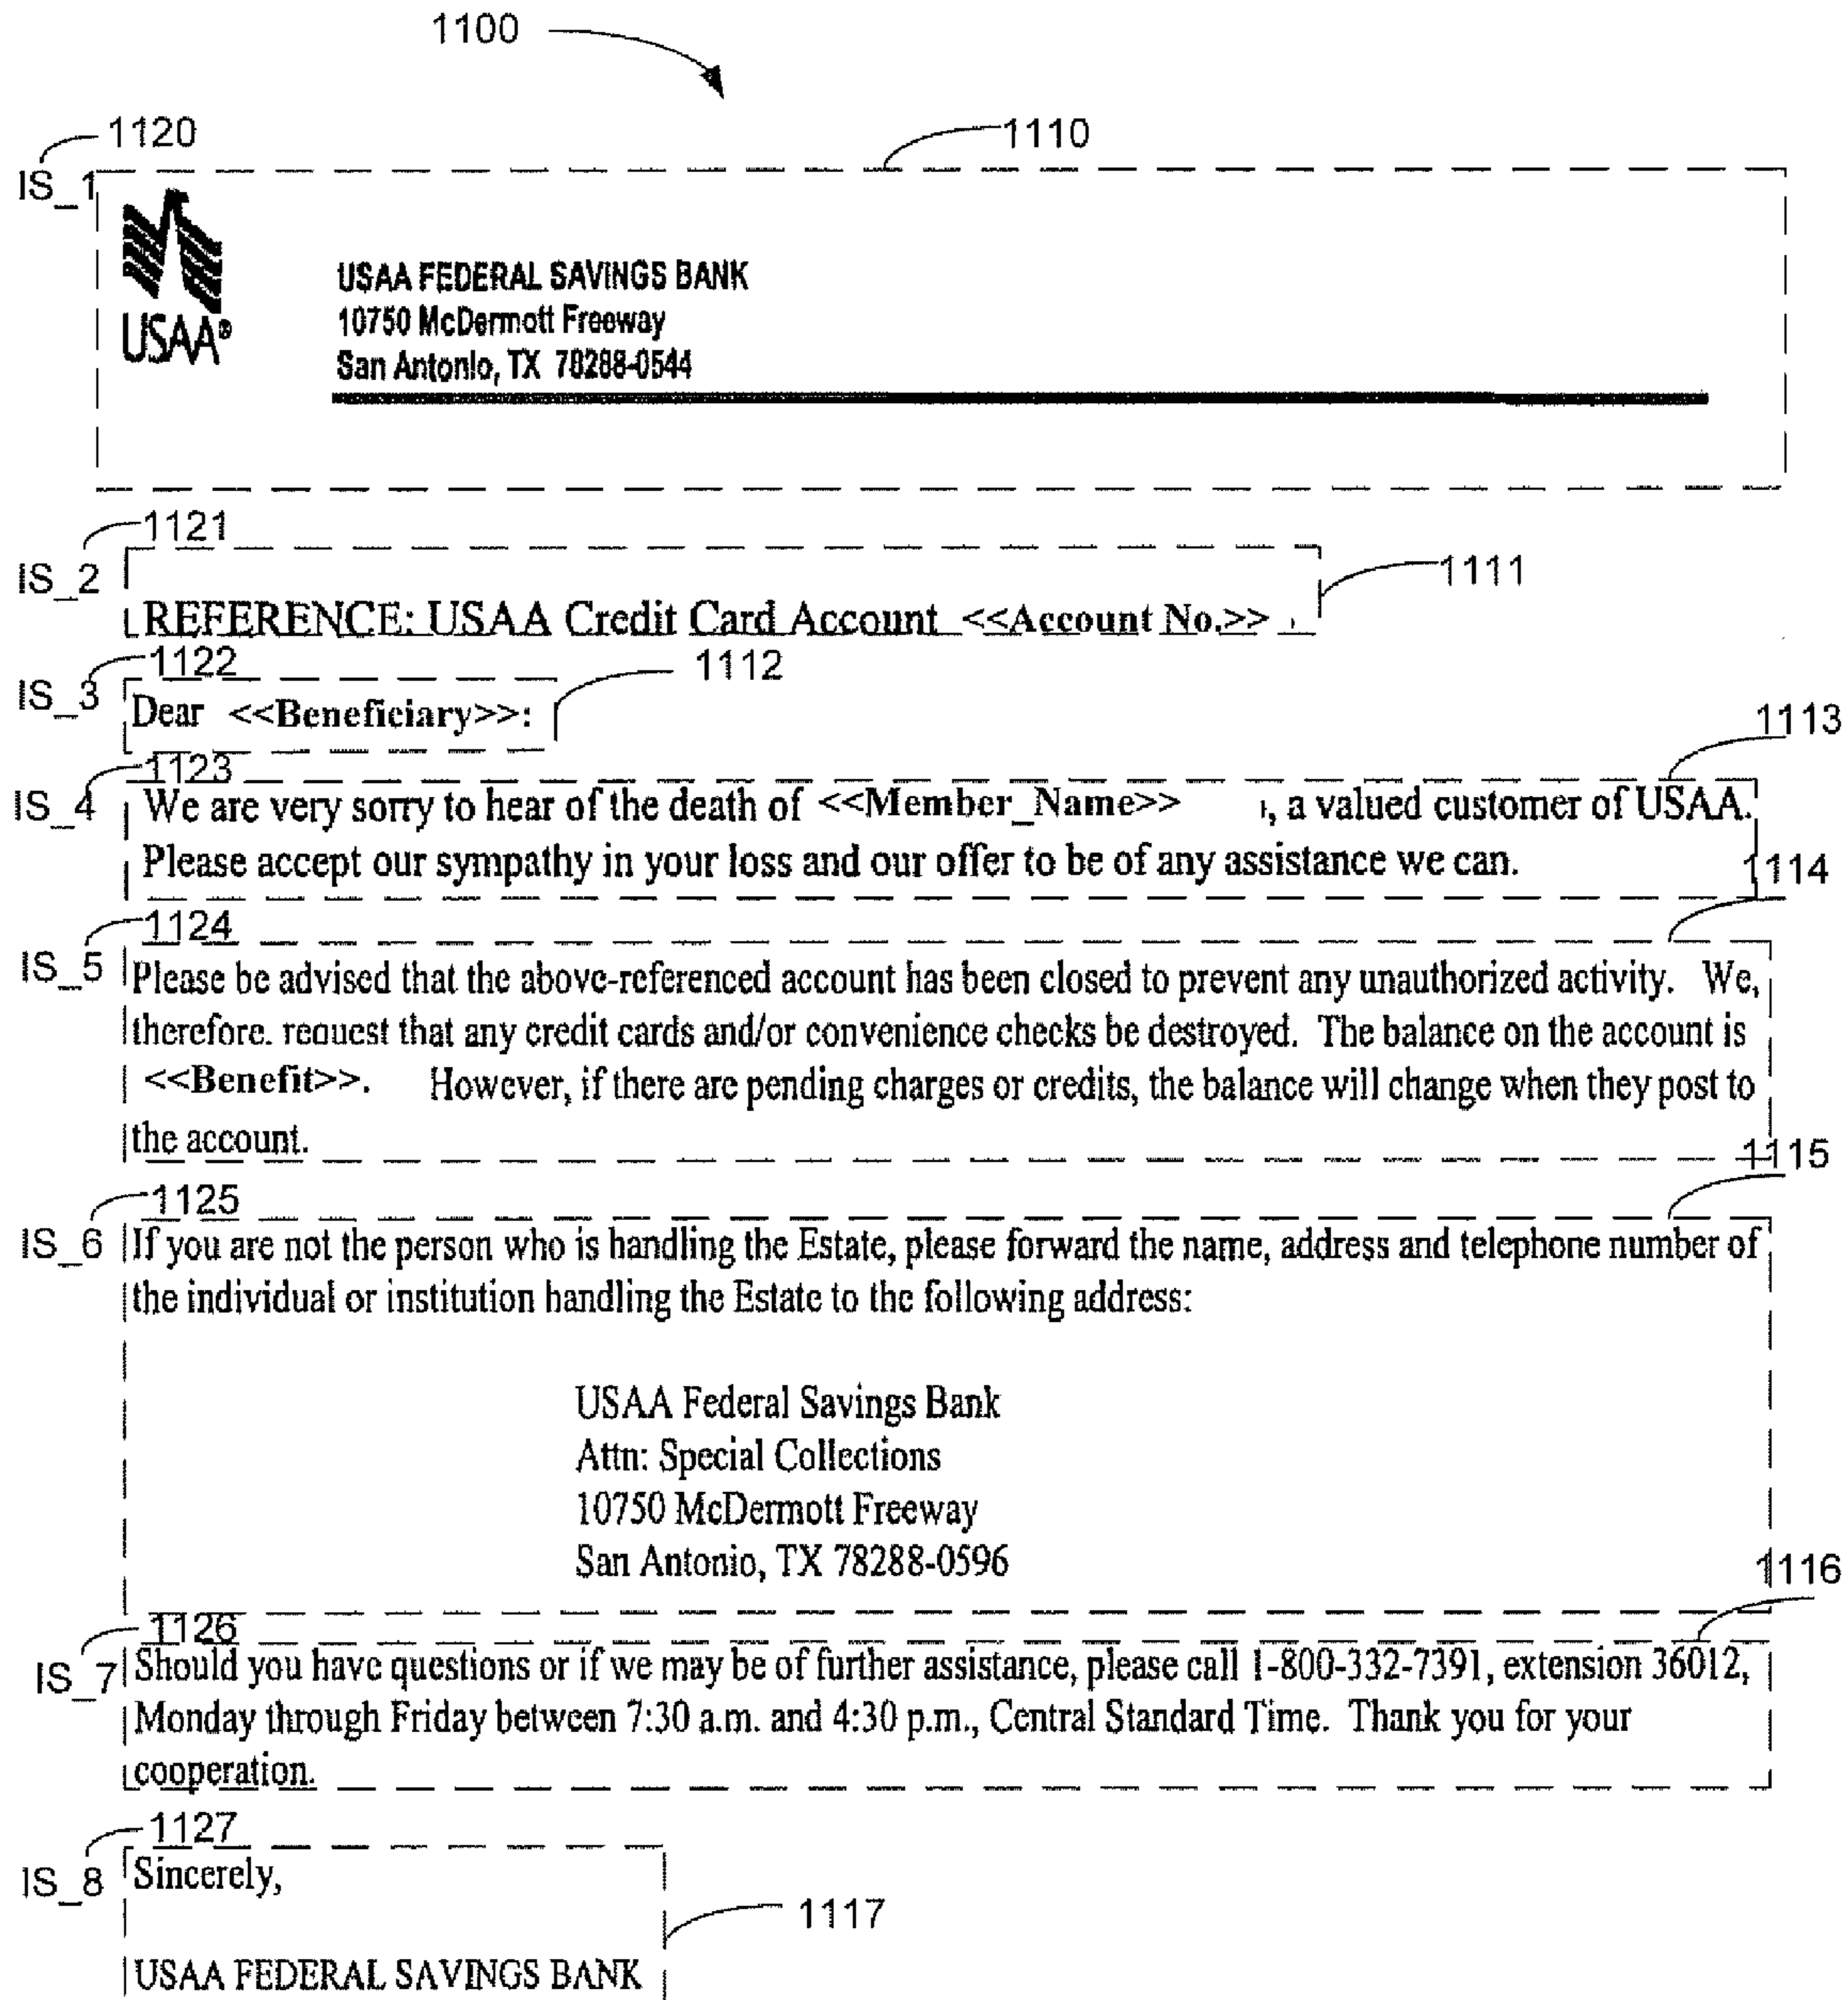 1100
1120
1110
IS_1
USAA®
USAA FEDERAL SAVINGS BANK
10750 McDermott Freeway
San Antonio, TX 78288-0544
1121
IS_2
1111
REFERENCE: USAA Credit Card Account <<Account No.>>
1122
1112
IS_3
Dear <<Beneficiary>>:
1113
1123
IS_4
We are very sorry to hear of the death of <<Member_Name>> , a valued customer of USAA.
Please accept our sympathy in your loss and our offer to be of any assistance we can.
1114
1124
IS_5
Please be advised that the above-referenced account has been closed to prevent any unauthorized activity. We,
therefore, request that any credit cards and/or convenience checks be destroyed. The balance on the account is
<<Benefit>>. However, if there are pending charges or credits, the balance will change when they post to
the account.
1115
1125
IS_6
If you are not the person who is handling the Estate, please forward the name, address and telephone number of
the individual or institution handling the Estate to the following address:
USAA Federal Savings Bank
Attn: Special Collections
10750 McDermott Freeway
San Antonio, TX 78288-0596
1116
1126
IS_7
Should you have questions or if we may be of further assistance, please call 1-800-332-7391, extension 36012,
Monday through Friday between 7:30 a.m. and 4:30 p.m., Central Standard Time. Thank you for your
cooperation.
1127
IS_8
Sincerely,
1117
USAA FEDERAL SAVINGS BANK